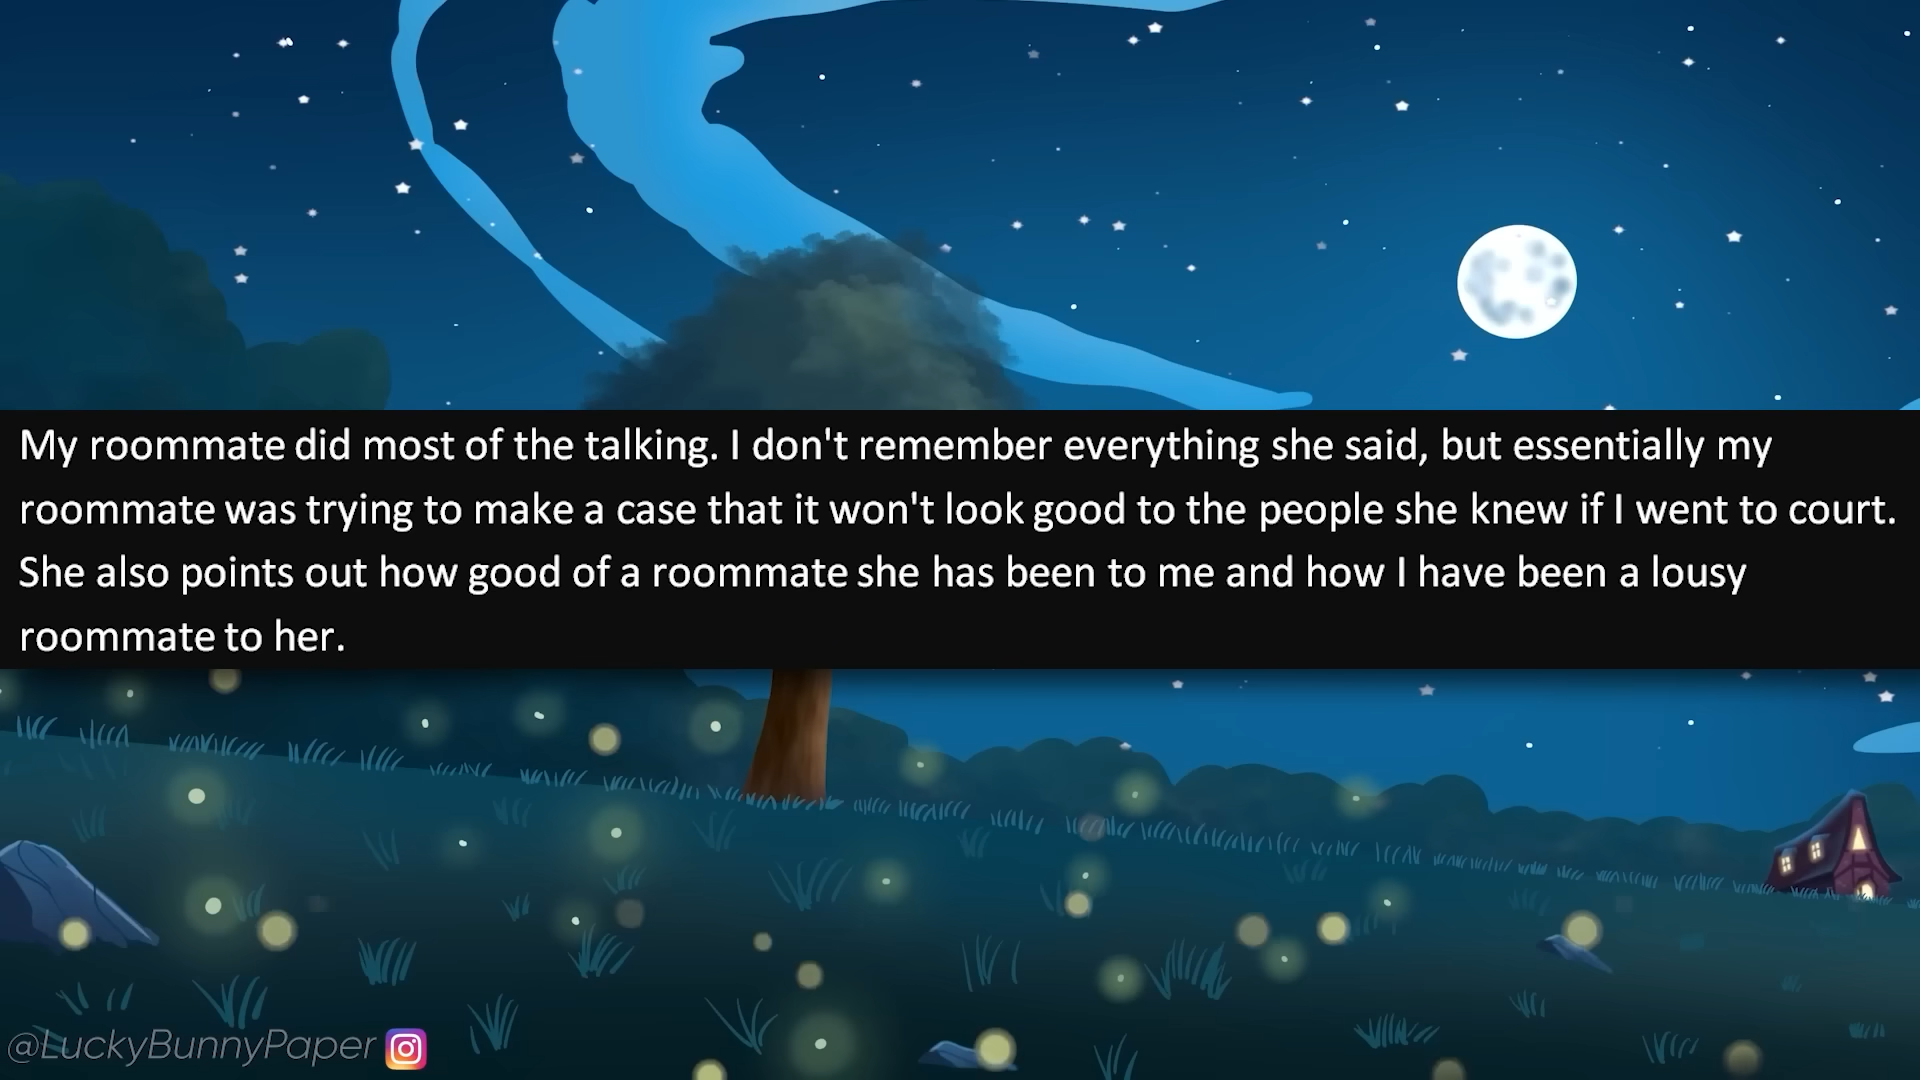 My roommate did most of the talking. I don't remember everything she said, but essentially my
roommate was trying to make a case that it won't look good to the people she knew if I went to court.
She also points out how good of a roommate she has been to me and how I have been a lousy
roommate to her.
@LuckyBunnyPaper